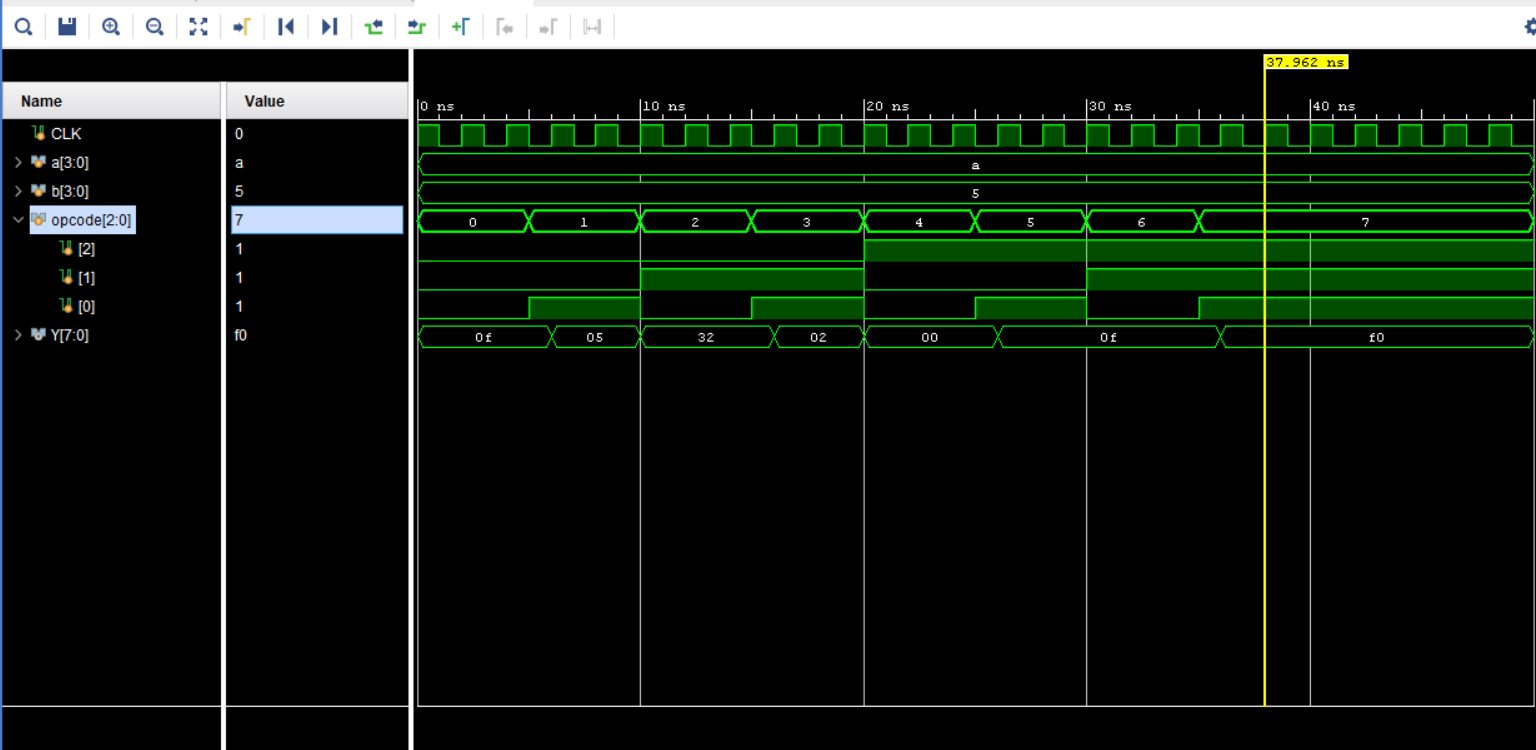 37.962 ns
Name Value 0 ns 10 ns 20 ns 30 ns 40 ns
CLK 0
a[3:0] a a
b[3:0] 5 5
opcode[2:0] 7 0 1 2 3 4 5 6 7
[2] 1
[1] 1
[0] 1
Y[7:0] f0 0f 05 32 02 00 0f f0